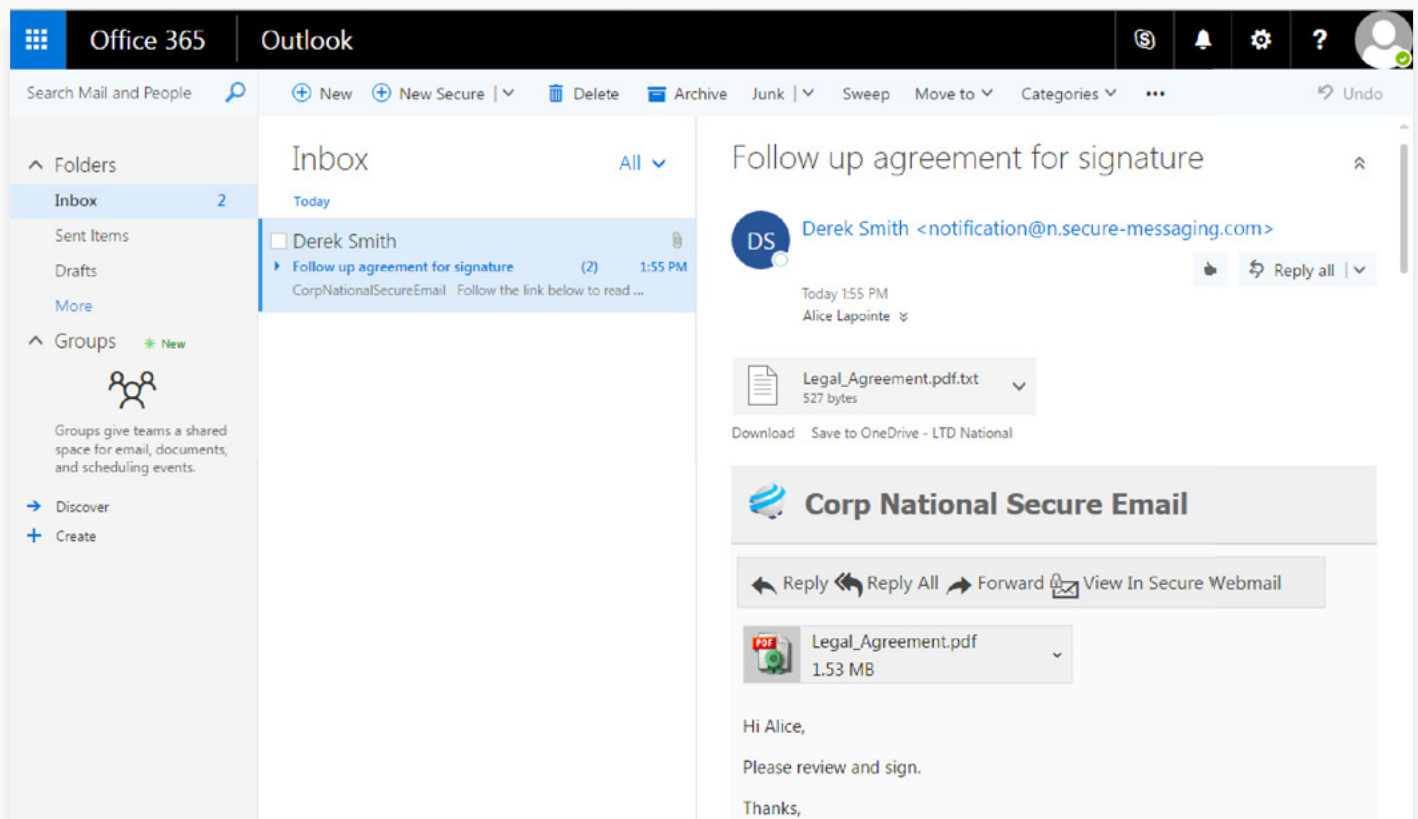 Office 365
Outlook
Search Mail and People
New
New Secure
Delete
Archive
Junk
Sweep
Move to
Categories
Undo
Folders
Inbox 2
Sent Items
Drafts
More
Groups New
Groups give teams a shared
space for email, documents,
and scheduling events.
Discover
Create
Inbox
All
Today
Derek Smith
Follow up agreement for signature (2) 1:55 PM
CorpNationalSecureEmail Follow the link below to read ...
Follow up agreement for signature
DS
Derek Smith <notification@n.secure-messaging.com>
Reply all
Today 1:55 PM
Alice Lapointe
Legal_Agreement.pdf.txt
527 bytes
Download Save to OneDrive - LTD National
Corp National Secure Email
Reply Reply All Forward View In Secure Webmail
PDF
Legal_Agreement.pdf
1.53 MB
Hi Alice,
Please review and sign.
Thanks,